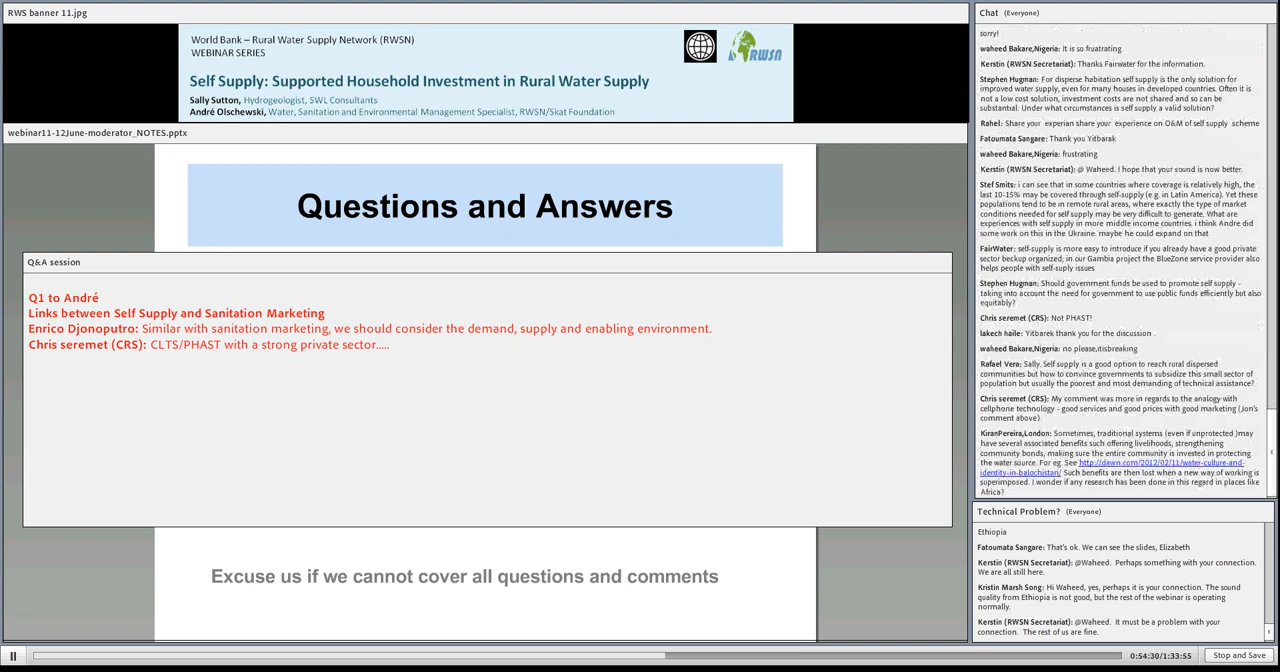 RWS banner 11.jpg
World Bank – Rural Water Supply Network (RWSN)
WEBINAR SERIES
RWSN
Self Supply: Supported Household Investment in Rural Water Supply
Sally Sutton, Hydrogeologist, SWL Consultants
André Olschewski, Water, Sanitation and Environmental Management Specialist, RWSN/Skat Foundation
webinar11-12June-moderator_NOTES.pptx
Questions and Answers
Q&A session
Q1 to André
Links between Self Supply and Sanitation Marketing
Enrico Djonoputro: Similar with sanitation marketing, we should consider the demand, supply and enabling environment.
Chris seremet (CRS): CLTS/PHAST with a strong private sector.....
Excuse us if we cannot cover all questions and comments
Chat (Everyone)
sorry!
waheed Bakare,Nigeria: It is so fruatrating
Kerstin (RWSN Secretariat): Thanks Fairwater for the information.
Stephen Hugman: For disperse habitation self supply is the only solution for
improved water supply, even for many houses in developed countries. Often it is
not a low cost solution, investment costs are not shared and so can be
substantial. Under what circumstances is self supply a valid solution?
Rahel: Share your experian share your experience on O&M of self supply scheme
Fatoumata Sangare: Thank you Yitbarak
waheed Bakare,Nigeria: frustrating
Kerstin (RWSN Secretariat): @ Waheed. I hope that your sound is now better.
Stef Smits: i can see that in some countries where coverage is relatively high, the
last 10-15% may be covered through self-supply (e.g. in Latin America). Yet these
populations tend to be in remote rural areas, where exactly the type of market
conditions needed for self supply may be very difficult to generate. What are
experiences with self supply in more middle income countries. i think Andre did
some work on this in the Ukraine. maybe he could expand on that
FairWater: self-supply is more easy to introduce if you already have a good private
sector beckup organized; in our Gambia project the BlueZone service provider also
helps people with self-suply issues
Stephen Hugman: Should government funds be used to promote self supply -
taking into account the need for government to use public funds efficiently but also
equitably?
Chris seremet (CRS): Not PHAST!
lakech haile: Yitbarek thank you for the discussion .
waheed Bakare,Nigeria: no please,itisbreaking
Rafael Vera: Sally. Self supply is a good option to reach rural dispersed
communities but how to convince governments to subsidize this small sector of
population but usually the poorest and most demanding of technical assistance?
Chris seremet (CRS): My comment was more in regards to the analogy with
cellphone technology - good services and good prices with good marketing (Jon's
comment above).
KiranPereira,London: Sometimes, traditional systems (even if unprotected )may
have several associated benefits such offering livelihoods, strengthening
community bonds, making sure the entire community is invested in protecting
the water source. For eg. See http://dawn.com/2012/02/11/water-culture-and-
identity-in-balochistan/ Such benefits are then lost when a new way of working is
superimposed. I wonder if any research has been done in this regard in places like
Africa?
Technical Problem? (Everyone)
Ethiopia
Fatoumata Sangare: That's ok. We can see the slides, Elizabeth
Kerstin (RWSN Secretariat): @Waheed. Perhaps something with your connection.
We are all still here.
Kristin Marsh Song: Hi Waheed, yes, perhaps it is your connection. The sound
quality from Ethiopia is not good, but the rest of the webinar is operating
normally.
Kerstin (RWSN Secretariat): @Waheed. It must be a problem with your
connection. The rest of us are fine.
0:54:30/1:33:55
Stop and Save